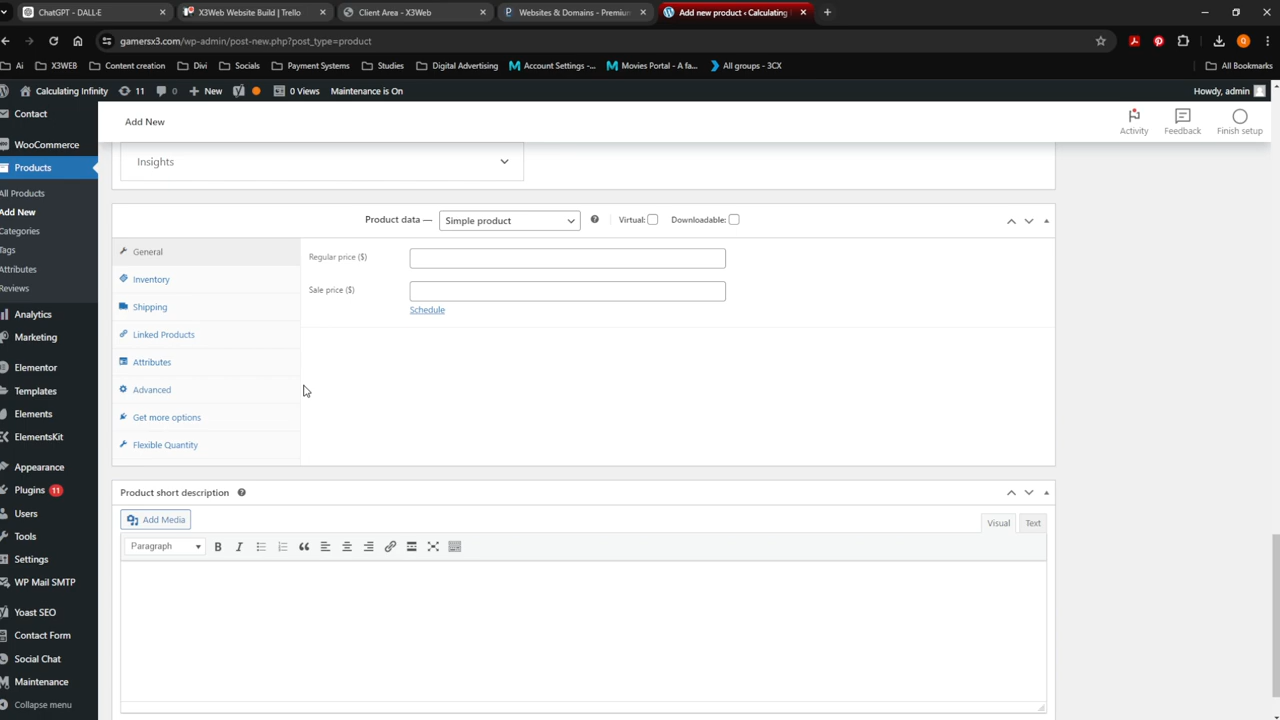 ChatGPT - DALL-E
X3Web Website Build | Trello
Client Area - X3Web
Websites & Domains - Premium
Add new product ‹ Calculating
gamersx3.com/wp-admin/post-new.php?post_type=product
Ai
X3WEB
Content creation
Divi
Socials
Payment Systems
Studies
Digital Advertising
Account Settings -...
Movies Portal - A fa...
All groups - 3CX
All Bookmarks
Calculating Infinity
11
0
New
0 Views
Maintenance is On
Howdy, admin
Contact
WooCommerce
Products
All Products
Add New
Categories
Tags
Attributes
Reviews
Analytics
Marketing
Elementor
Templates
Elements
ElementsKit
Appearance
Plugins 11
Users
Tools
Settings
WP Mail SMTP
Yoast SEO
Contact Form
Social Chat
Maintenance
Collapse menu
Add New
Activity
Feedback
Finish setup
Insights
Product data — Simple product Virtual: Downloadable:
General
Inventory
Shipping
Linked Products
Attributes
Advanced
Get more options
Flexible Quantity
Regular price ($)
Sale price ($)
Schedule
Product short description
Add Media
Visual
Text
Paragraph